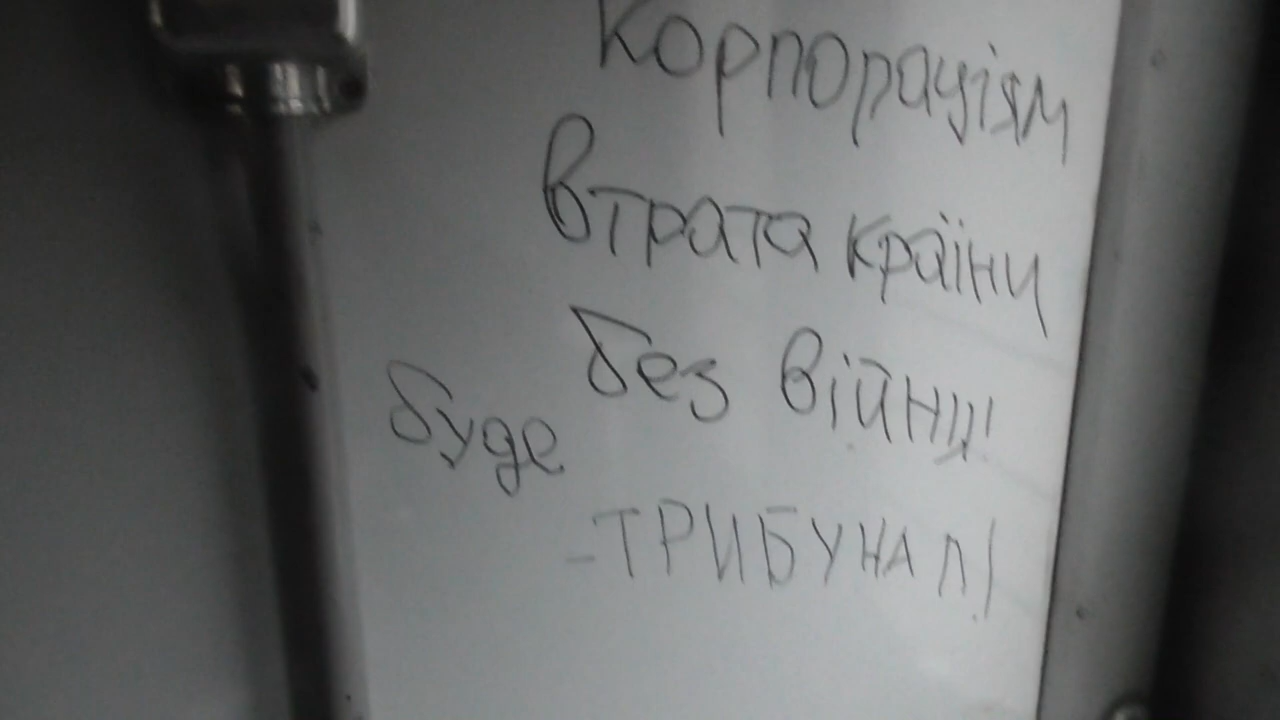 Корпораціям
втрата країни
без війни!
буде
-ТРИБУНАЛ!